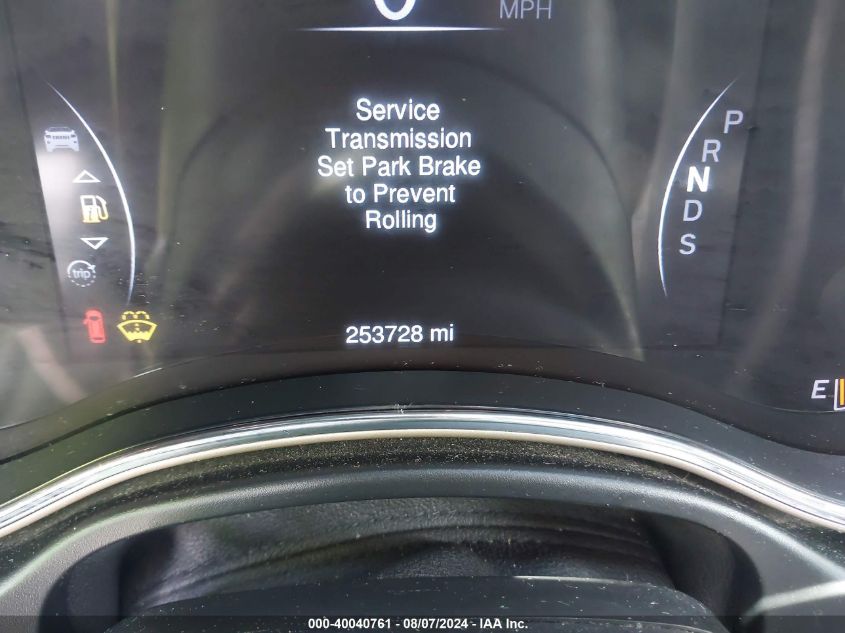 0
MPH
Service
Transmission
Set Park Brake
to Prevent
Rolling
P
R
N
D
S
trip
253728 mi
E
000-40040761 | 08/07/2024 - IAA Inc.